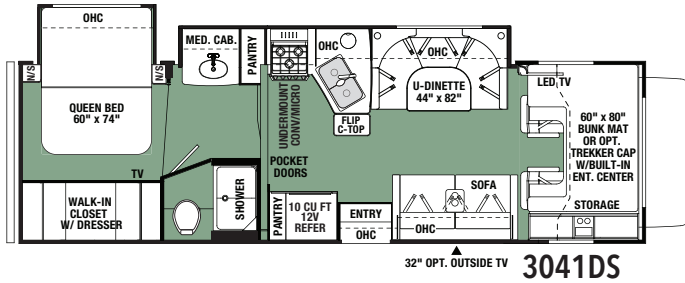 OHC
N/S
N/S
QUEEN BED
60" x 74"
TV
WALK-IN
CLOSET
W/ DRESSER
MED. CAB.
PANTRY
SHOWER
UNDERMOUNT
CONV/MICRO
POCKET
DOORS
PANTRY
10 CU FT
12V
REFER
OHC
FLIP
C-TOP
ENTRY
OHC
OHC
U-DINETTE
44" x 82"
SOFA
OHC
32" OPT. OUTSIDE TV
LED TV
60" x 80"
BUNK MAT
OR OPT.
TREKKER CAP
W/BUILT-IN
ENT. CENTER
STORAGE
3041DS